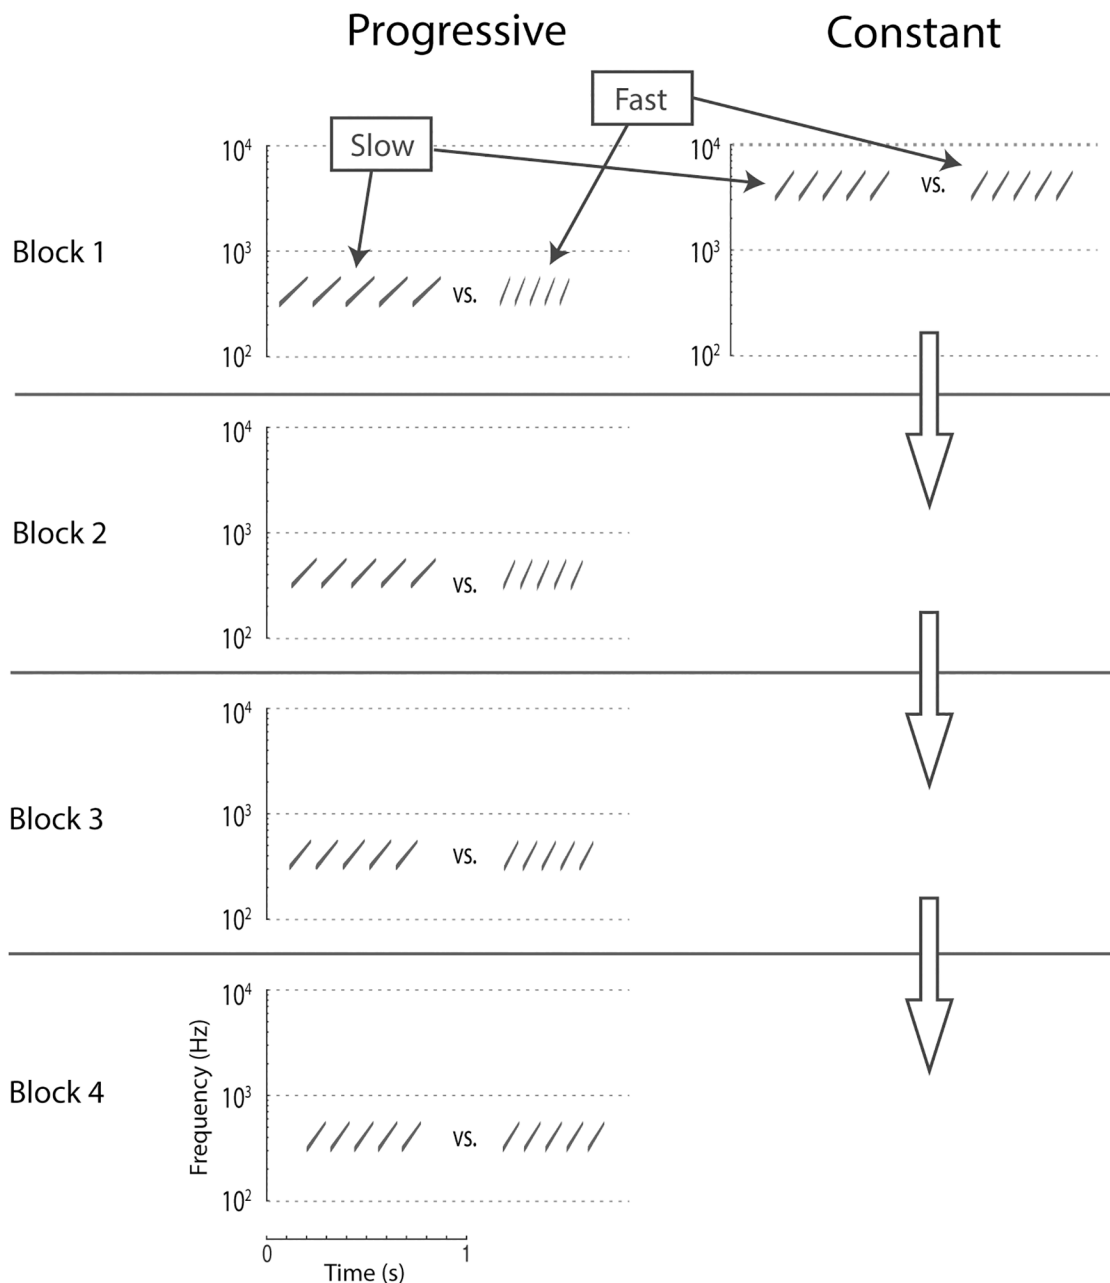 Progressive
Constant
Fast
Slow
10⁴
10³
10²
vs.
10⁴
10³
10²
vs.
Block 1
10⁴
10³
10²
vs.
Block 2
10⁴
10³
10²
vs.
Block 3
10⁴
10³
10²
vs.
Block 4
Frequency (Hz)
0
1
Time (s)